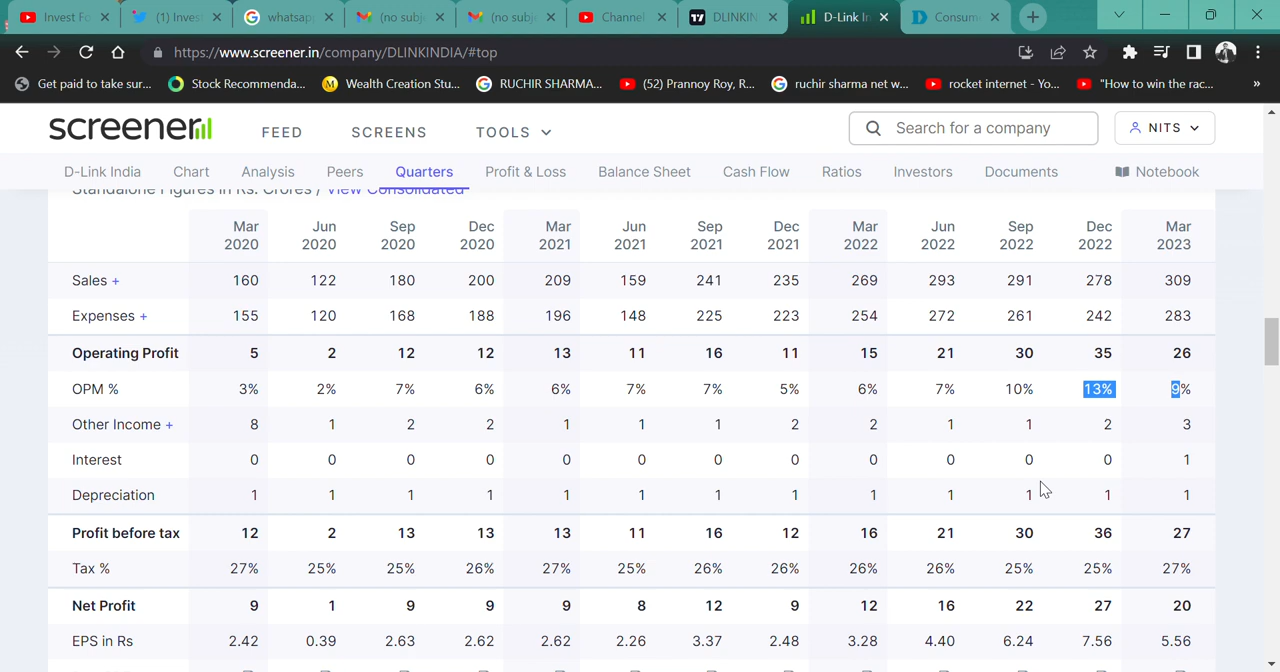 Invest Fo
(1) Invest
whatsapp
(no subj
(no subj
Channel
DLINKIN
D-Link In
Consume
https://www.screener.in/company/DLINKINDIA/#top
Get paid to take sur...
Stock Recommenda...
Wealth Creation Stu...
RUCHIR SHARMA...
(52) Prannoy Roy, R...
ruchir sharma net w...
rocket internet - Yo...
"How to win the rac...
»
screener
FEED
SCREENS
TOOLS
Search for a company
NITS
D-Link India Chart Analysis Peers Quarters Profit & Loss Balance Sheet Cash Flow Ratios Investors Documents Notebook
Standalone Figures in Rs. Crores / View Consolidated
Mar 2020 Jun 2020 Sep 2020 Dec 2020 Mar 2021 Jun 2021 Sep 2021 Dec 2021 Mar 2022 Jun 2022 Sep 2022 Dec 2022 Mar 2023
Sales + 160 122 180 200 209 159 241 235 269 293 291 278 309
Expenses + 155 120 168 188 196 148 225 223 254 272 261 242 283
Operating Profit 5 2 12 12 13 11 16 11 15 21 30 35 26
OPM % 3% 2% 7% 6% 6% 7% 7% 5% 6% 7% 10% 13% 9%
Other Income + 8 1 2 2 1 1 1 2 2 1 1 2 3
Interest 0 0 0 0 0 0 0 0 0 0 0 0 1
Depreciation 1 1 1 1 1 1 1 1 1 1 1 1 1
Profit before tax 12 2 13 13 13 11 16 12 16 21 30 36 27
Tax % 27% 25% 25% 26% 27% 25% 26% 26% 26% 26% 25% 25% 27%
Net Profit 9 1 9 9 9 8 12 9 12 16 22 27 20
EPS in Rs 2.42 0.39 2.63 2.62 2.62 2.26 3.37 2.48 3.28 4.40 6.24 7.56 5.56